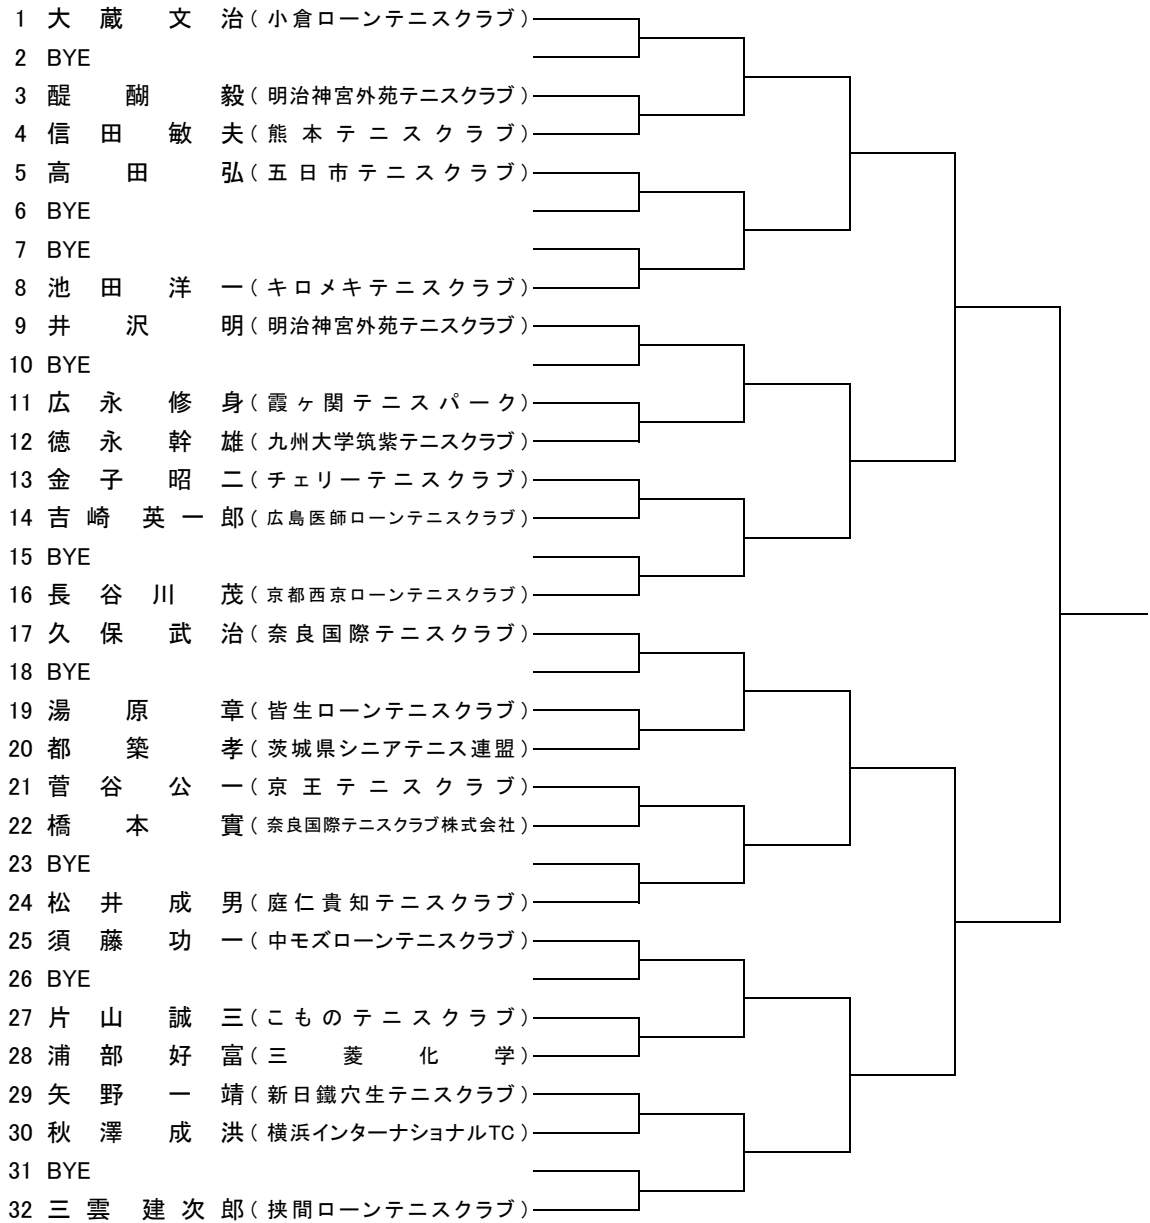 1 大蔵 文治(小倉ローンテニスクラブ)
2 BYE
3 醍醐 毅(明治神宮外苑テニスクラブ)
4 信田 敏夫(熊本テニスクラブ)
5 高田 弘(五日市テニスクラブ)
6 BYE
7 BYE
8 池田 洋一(キロメキテニスクラブ)
9 井沢 明(明治神宮外苑テニスクラブ)
10 BYE
11 広永 修身(霞ヶ関テニスパーク)
12 徳永 幹雄(九州大学筑紫テニスクラブ)
13 金子 昭二(チェリーテニスクラブ)
14 吉崎 英一郎(広島医師ローンテニスクラブ)
15 BYE
16 長谷川 茂(京都西京ローンテニスクラブ)
17 久保 武治(奈良国際テニスクラブ)
18 BYE
19 湯原 章(皆生ローンテニスクラブ)
20 都築 孝(茨城県シニアテニス連盟)
21 菅谷 公一(京王テニスクラブ)
22 橋本 實(奈良国際テニスクラブ株式会社)
23 BYE
24 松井 成男(庭仁貴知テニスクラブ)
25 須藤 功一(中モズローンテニスクラブ)
26 BYE
27 片山 誠三(こものテニスクラブ)
28 浦部 好富(三菱化学)
29 矢野 一靖(新日鐵穴生テニスクラブ)
30 秋澤 成洪(横浜インターナショナルTC)
31 BYE
32 三雲 建次郎(挾間ローンテニスクラブ)